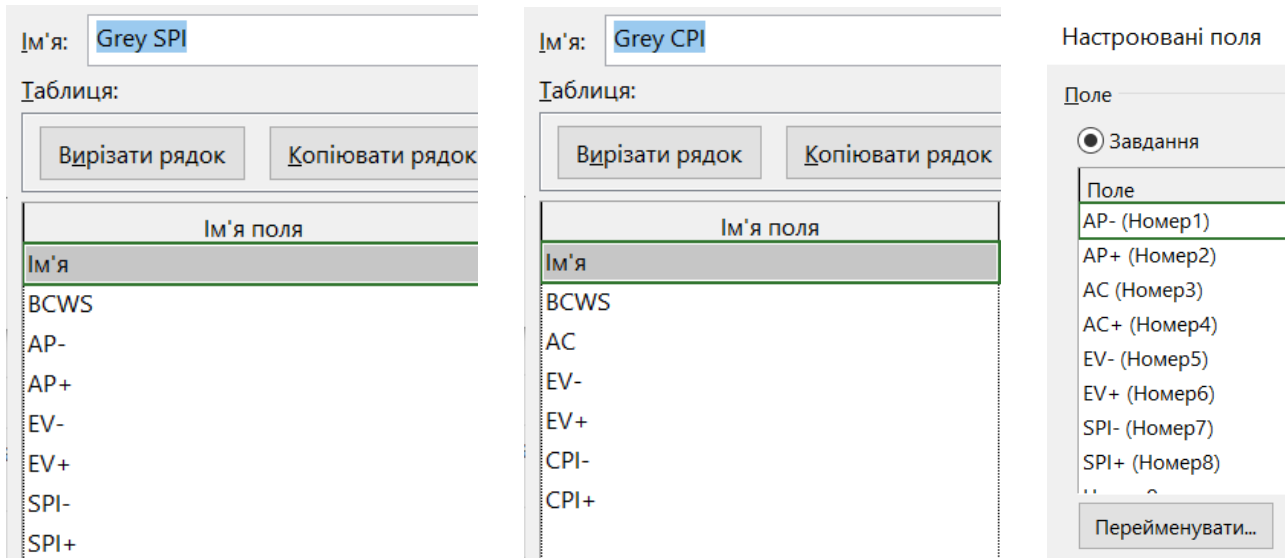 Ім'я: Grey SPI
Таблиця:
Вирізати рядок Копіювати рядок
Ім'я поля
Ім'я
BCWS
AP-
AP+
EV-
EV+
SPI-
SPI+
Ім'я: Grey CPI
Таблиця:
Вирізати рядок Копіювати рядок
Ім'я поля
Ім'я
BCWS
AC
EV-
EV+
CPI-
CPI+
Настроювані поля
Поле
Завдання
Поле
AP- (Номер1)
AP+ (Номер2)
AC (Номер3)
AC+ (Номер4)
EV- (Номер5)
EV+ (Номер6)
SPI- (Номер7)
SPI+ (Номер8)
Перейменувати...